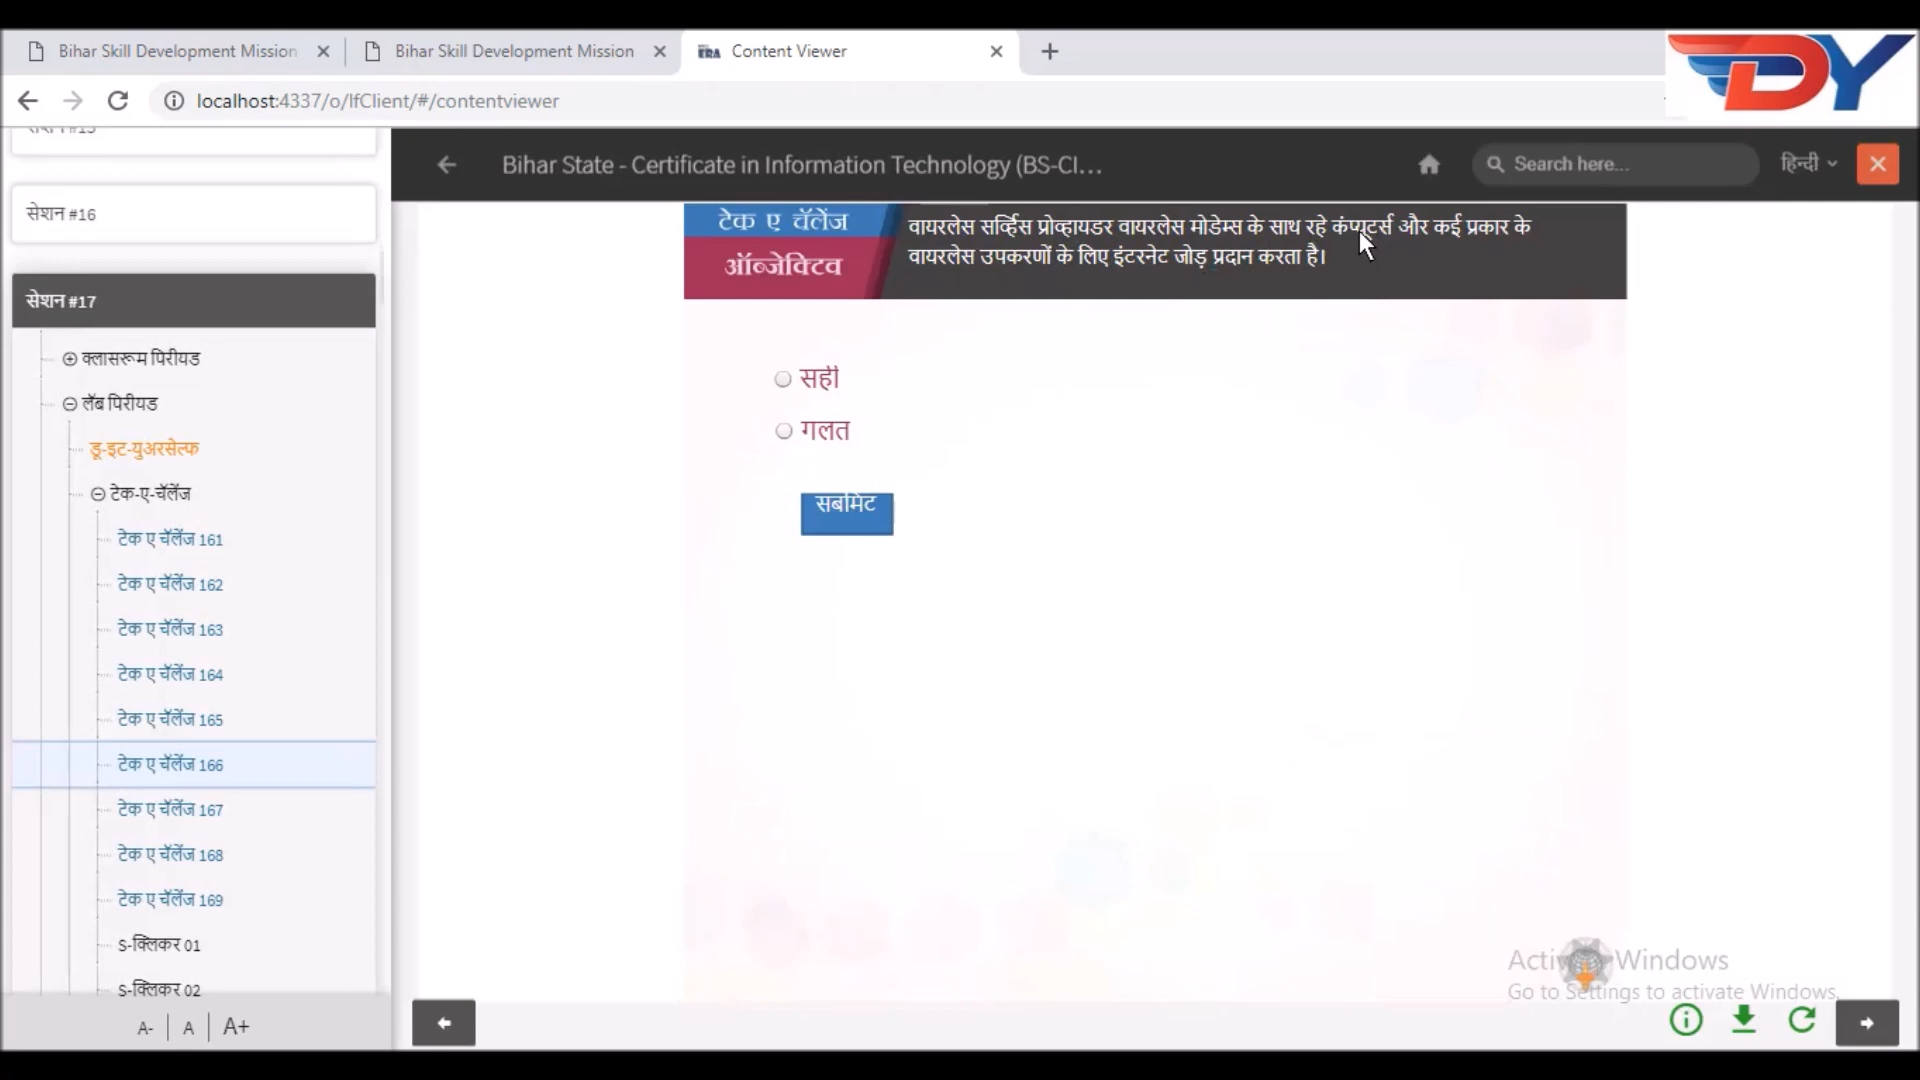 Bihar Skill Development Mission
Bihar Skill Development Mission
ERA Content Viewer
DY
localhost:4337/o/lfClient/#/contentviewer
सेशन #15
सेशन #16
सेशन #17
क्लासरूम पिरीयड
लॅब पिरीयड
डू-इट-युअरसेल्फ
टेक-ए-चॅलेंज
टेक ए चॅलेंज 161
टेक ए चॅलेंज 162
टेक ए चॅलेंज 163
टेक ए चॅलेंज 164
टेक ए चॅलेंज 165
टेक ए चॅलेंज 166
टेक ए चॅलेंज 167
टेक ए चॅलेंज 168
टेक ए चॅलेंज 169
S-क्लिकर 01
S-क्लिकर 02
A- A A+
Bihar State - Certificate in Information Technology (BS-CI...
Search here...
हिन्दी
टेक ए चॅलेंज
ऑब्जेक्टिव
वायरलेस सर्व्हिस प्रोव्हायडर वायरलेस मोडेम्स के साथ रहे कंप्युटर्स और कई प्रकार के
वायरलेस उपकरणों के लिए इंटरनेट जोड़ प्रदान करता है।
सही
गलत
सबमिट
Windows
Go to Settings to activate Windows.